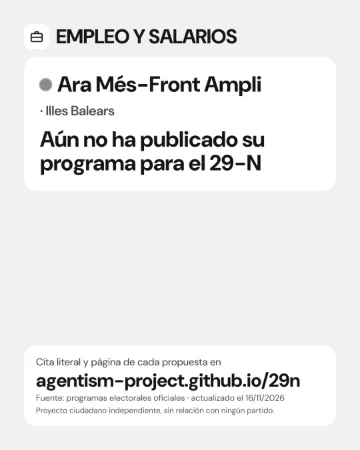 EMPLEO Y SALARIOS
Ara Més-Front Ampli
· Illes Balears
Aún no ha publicado su
programa para el 29-N
Cita literal y página de cada propuesta en
agentism-project.github.io/29n
Fuente: programas electorales oficiales · actualizado el 16/11/2026
Proyecto ciudadano independiente, sin relación con ningún partido.